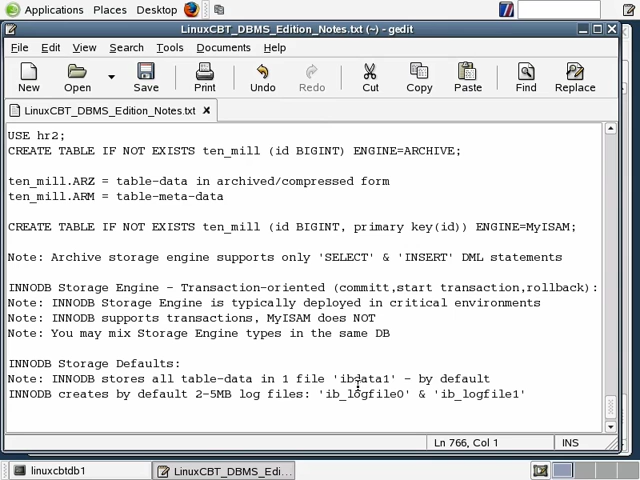 Applications Places Desktop
LinuxCBT_DBMS_Edition_Notes.txt (~) - gedit
File Edit View Search Tools Documents Help
New Open Save Print Undo Redo Cut Copy Paste Find Replace
LinuxCBT_DBMS_Edition_Notes.txt
USE hr2;
CREATE TABLE IF NOT EXISTS ten_mill (id BIGINT) ENGINE=ARCHIVE;
ten_mill.ARZ = table-data in archived/compressed form
ten_mill.ARM = table-meta-data
CREATE TABLE IF NOT EXISTS ten_mill (id BIGINT, primary key(id)) ENGINE=MyISAM;
Note: Archive storage engine supports only 'SELECT' & 'INSERT' DML statements
INNODB Storage Engine - Transaction-oriented (committ,start transaction,rollback):
Note: INNODB Storage Engine is typically deployed in critical environments
Note: INNODB supports transactions, MyISAM does NOT
Note: You may mix Storage Engine types in the same DB
INNODB Storage Defaults:
Note: INNODB stores all table-data in 1 file 'ibdata1' - by default
INNODB creates by default 2-5MB log files: 'ib_logfile0' & 'ib_logfile1'
Ln 766, Col 1 INS
linuxcbtdb1 LinuxCBT_DBMS_Edi...